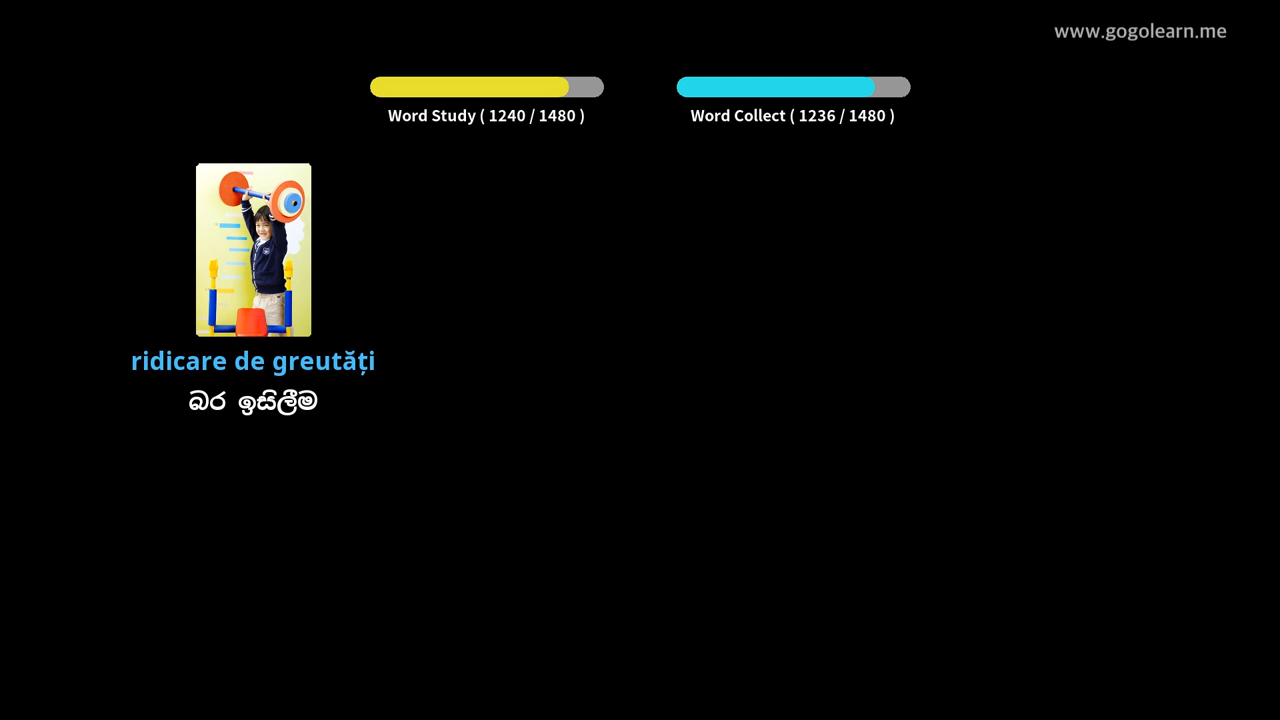 www.gogolearn.me
Word Study ( 1240 / 1480 )
Word Collect ( 1236 / 1480 )
ridicare de greutăți
බර ඉසිලීම